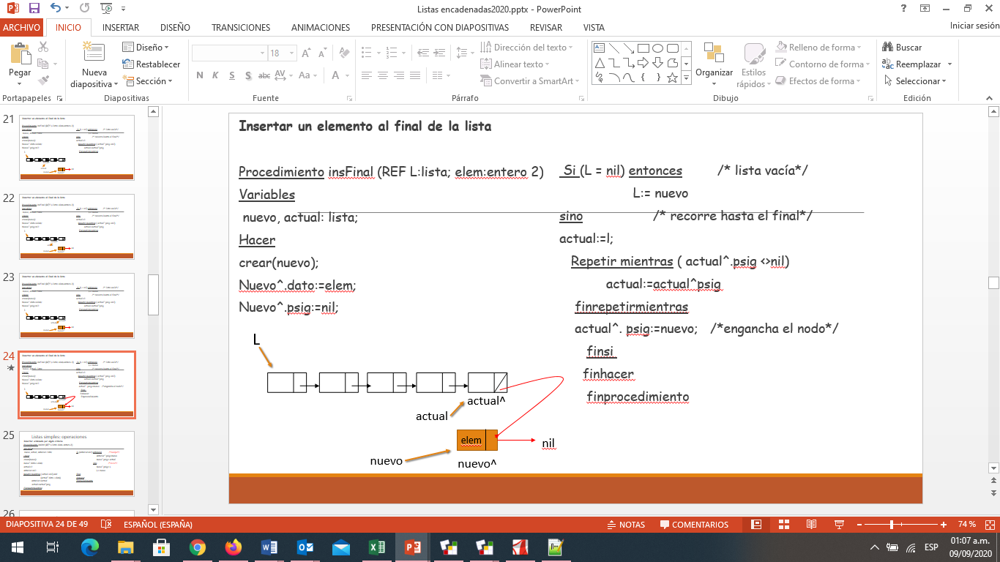 Listas encadenadas2020.pptx - PowerPoint
ARCHIVO INICIO INSERTAR DISEÑO TRANSICIONES ANIMACIONES PRESENTACIÓN CON DIAPOSITIVAS REVISAR VISTA Iniciar sesión
Pegar
Portapapeles
Nueva diapositiva
Diseño
Restablecer
Sección
Diapositivas
18
N K S S abc AV Aa A
Fuente
Dirección del texto
Alinear texto
Convertir a SmartArt
Párrafo
Organizar
Estilos rápidos
Relleno de forma
Contorno de forma
Efectos de forma
Dibujo
Buscar
Reemplazar
Seleccionar
Edición
21
22
23
24
25
Listas simples: operaciones
26
Insertar un elemento al final de la lista
Procedimiento insFinal (REF L:lista; elem:entero 2)
Variables
nuevo, actual: lista;
Hacer
crear(nuevo);
Nuevo^.dato:=elem;
Nuevo^.psig:=nil;
Si (L = nil) entonces /* lista vacía*/
L:= nuevo
sino /* recorre hasta el final*/
actual:=l;
Repetir mientras ( actual^.psig <>nil)
actual:=actual^psig
finrepetirmientras
actual^. psig:=nuevo; /*engancha el nodo*/
finsi
finhacer
finprocedimiento
L
actual^
actual
elem
nil
nuevo
nuevo^
DIAPOSITIVA 24 DE 49 ESPAÑOL (ESPAÑA) NOTAS COMENTARIOS 74 %
ESP
01:07 a.m.
09/09/2020